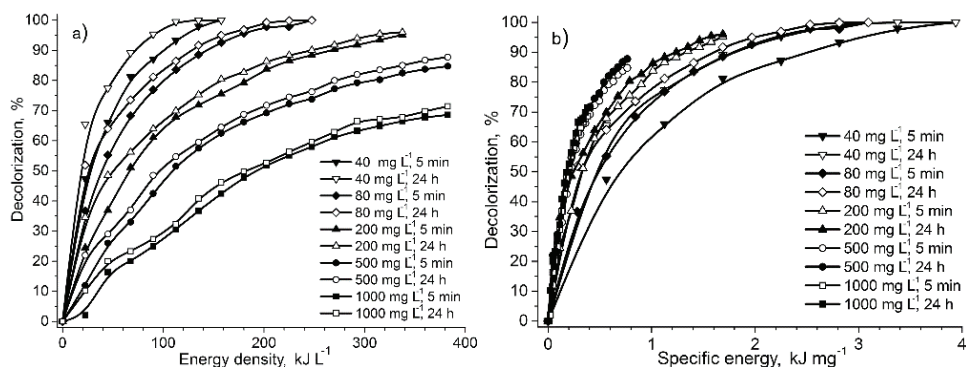 a)
Decolorization, %
100
90
80
70
60
50
40
30
20
10
0
0 100 200 300 400
Energy density, kJ L⁻¹
40 mg L⁻¹, 5 min
40 mg L⁻¹, 24 h
80 mg L⁻¹, 5 min
80 mg L⁻¹, 24 h
200 mg L⁻¹, 5 min
200 mg L⁻¹, 24 h
500 mg L⁻¹, 5 min
500 mg L⁻¹, 24 h
1000 mg L⁻¹, 5 min
1000 mg L⁻¹, 24 h
b)
Decolorization, %
100
90
80
70
60
50
40
30
20
10
0
0 1 2 3 4
Specific energy, kJ mg⁻¹
40 mg L⁻¹, 5 min
40 mg L⁻¹, 24 h
80 mg L⁻¹, 5 min
80 mg L⁻¹, 24 h
200 mg L⁻¹, 5 min
200 mg L⁻¹, 24 h
500 mg L⁻¹, 5 min
500 mg L⁻¹, 24 h
1000 mg L⁻¹, 5 min
1000 mg L⁻¹, 24 h